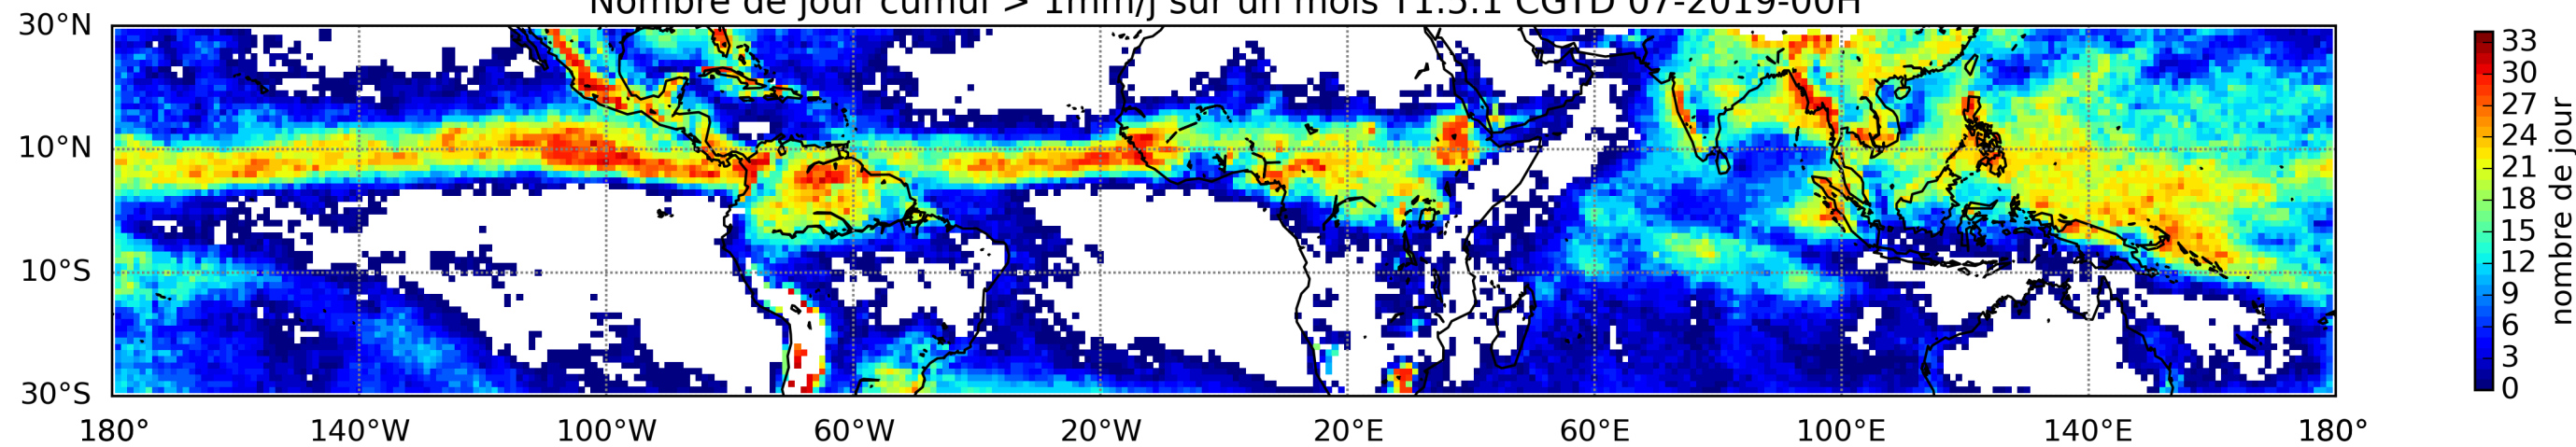 Nombre de jour cumul > 1mm/j sur un mois T1.5.1 CGTD 07-2019-00H
30°N
10°N
10°S
30°S
180° 140°W 100°W 60°W 20°W 20°E 60°E 100°E 140°E 180°
33
30
27
24
21
18
15
12
9
6
3
0
nombre de jour